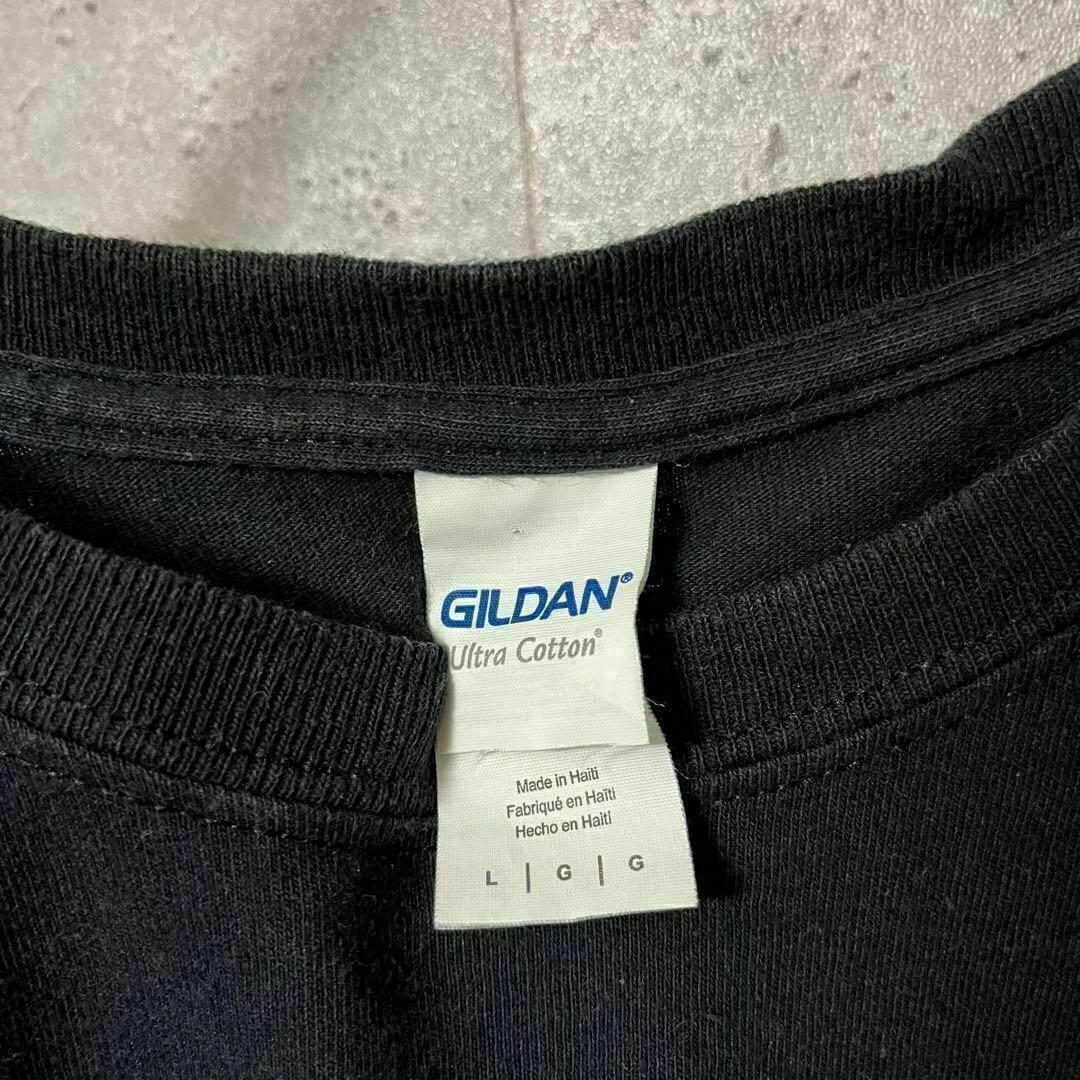 GILDAN®
Ultra Cotton®
Made in Haiti
Fabriqué en Haïti
Hecho en Haití
L | G | G